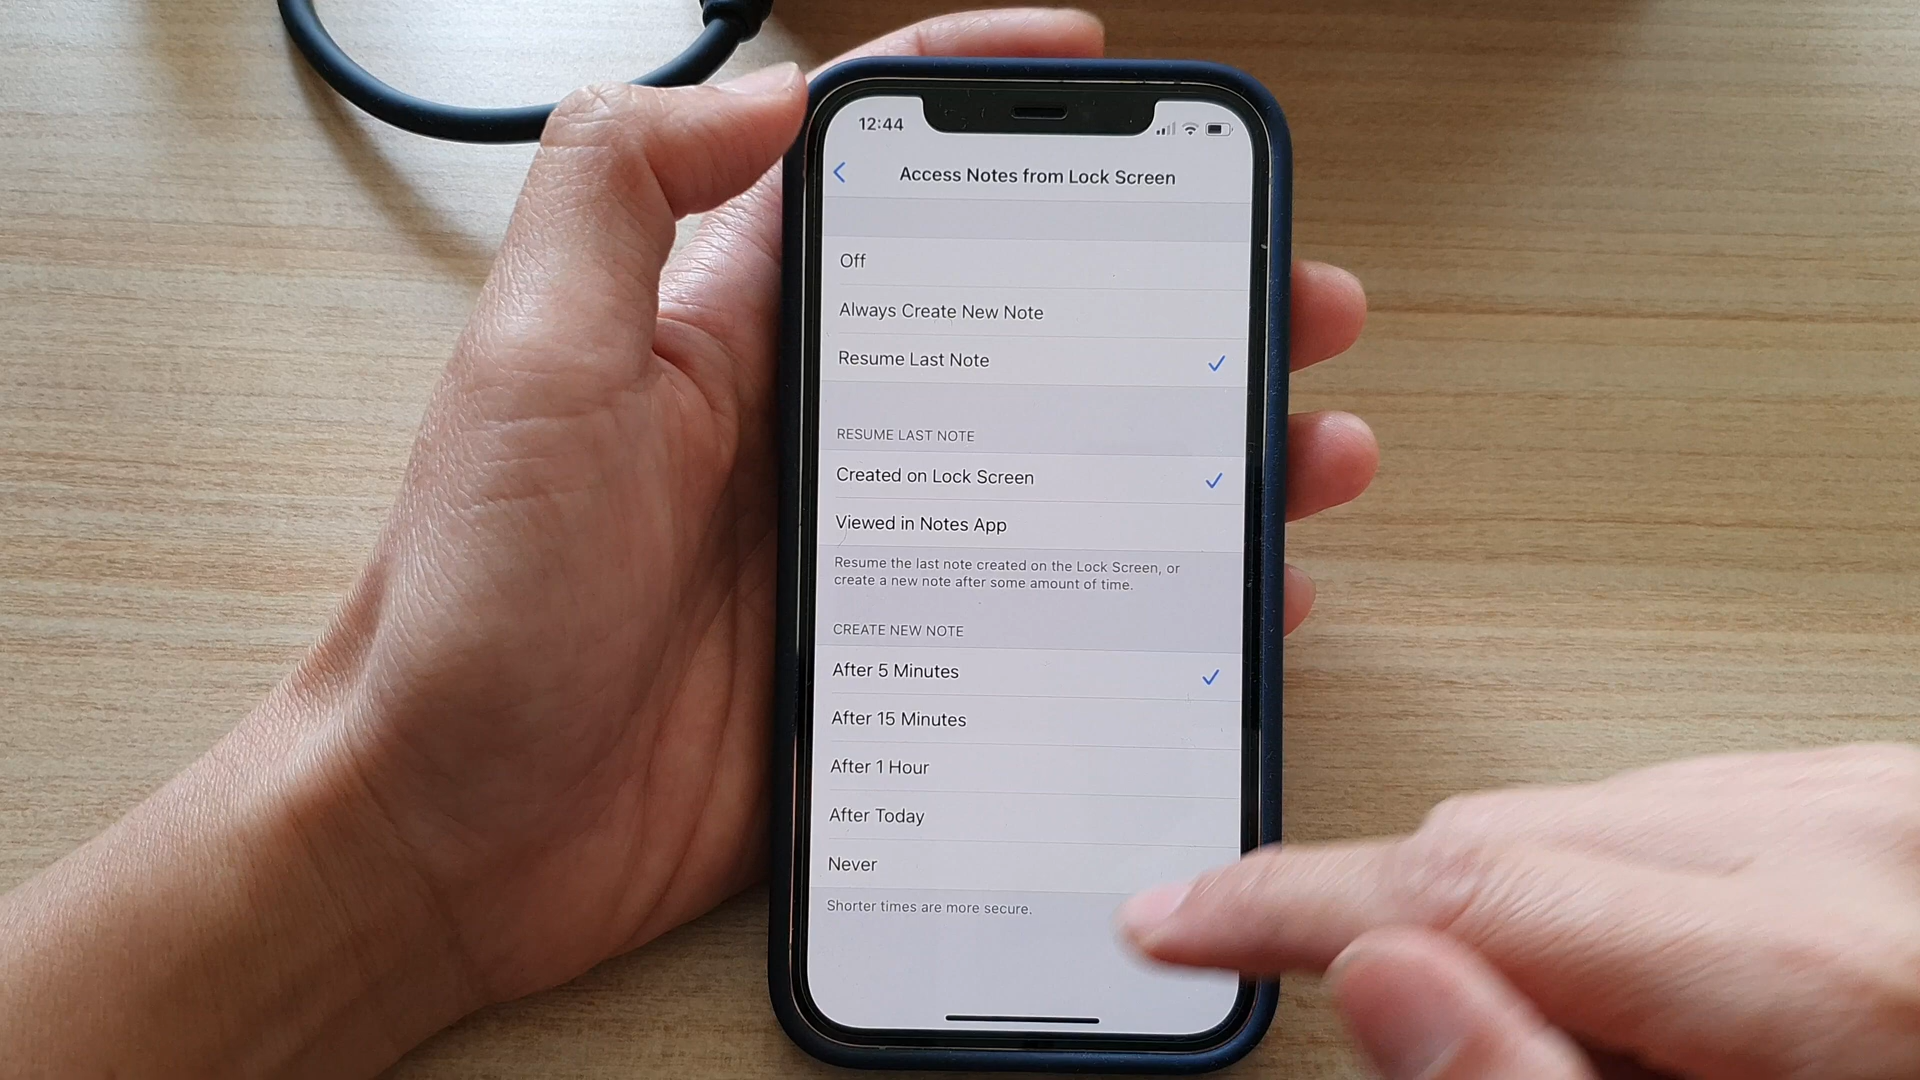 12:44
Access Notes from Lock Screen
Off
Always Create New Note
Resume Last Note
RESUME LAST NOTE
Created on Lock Screen
Viewed in Notes App
Resume the last note created on the Lock Screen, or
create a new note after some amount of time.
CREATE NEW NOTE
After 5 Minutes
After 15 Minutes
After 1 Hour
After Today
Never
Shorter times are more secure.